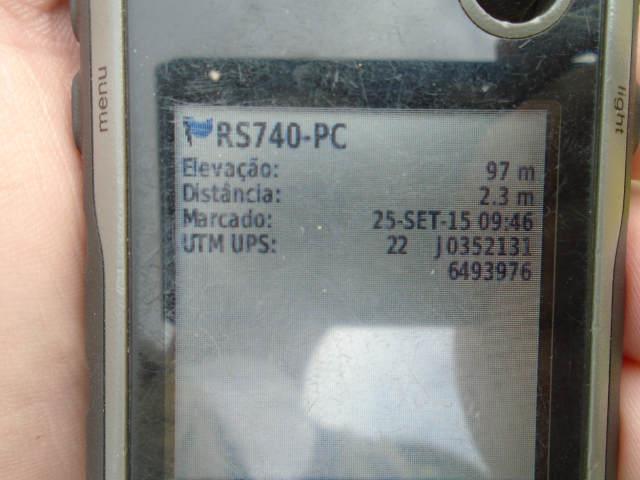 menu
light
RS740-PC
Elevação: 97 m
Distância: 2.3 m
Marcado: 25-SET-15 09:46
UTM UPS: 22 J0352131
6493976